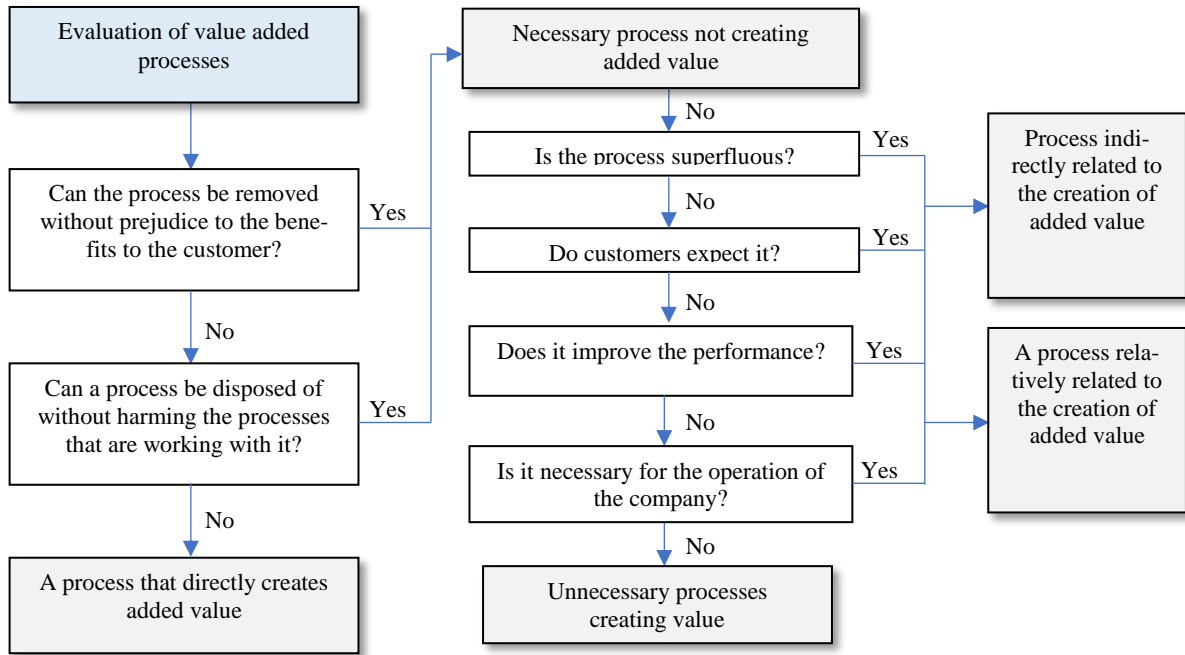 Evaluation of value added
processes
Can the process be removed
without prejudice to the bene-
fits to the customer?
Yes
No
Can a process be disposed of
without harming the processes
that are working with it?
Yes
No
A process that directly creates
added value
Necessary process not creating
added value
No
Is the process superfluous?
Yes
No
Do customers expect it?
Yes
No
Does it improve the performance?
Yes
No
Is it necessary for the operation of
the company?
Yes
No
Unnecessary processes
creating value
Process indi-
rectly related to
the creation of
added value
A process rela-
tively related to
the creation of
added value